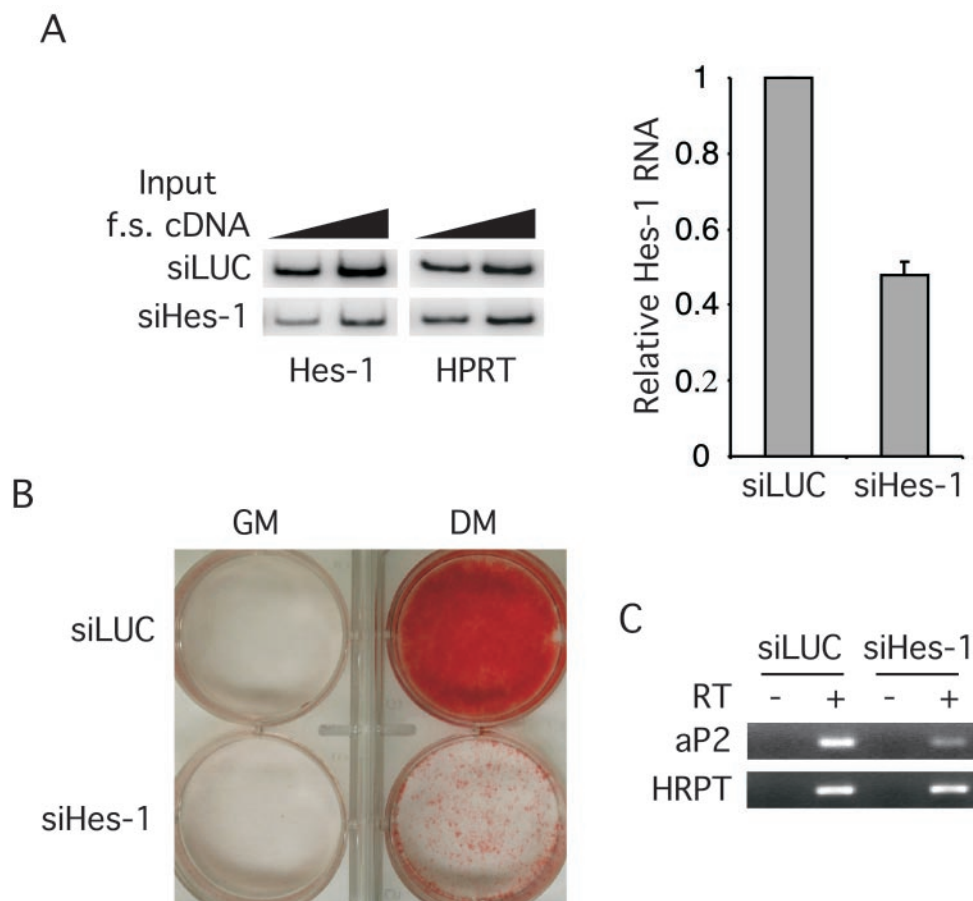 A
Input
f.s. cDNA
siLUC
siHes-1
Hes-1 HPRT
Relative Hes-1 RNA
1
0.8
0.6
0.4
0.2
0
siLUC siHes-1
B
GM DM
siLUC
siHes-1
C
siLUC siHes-1
RT - + - +
aP2
HRPT